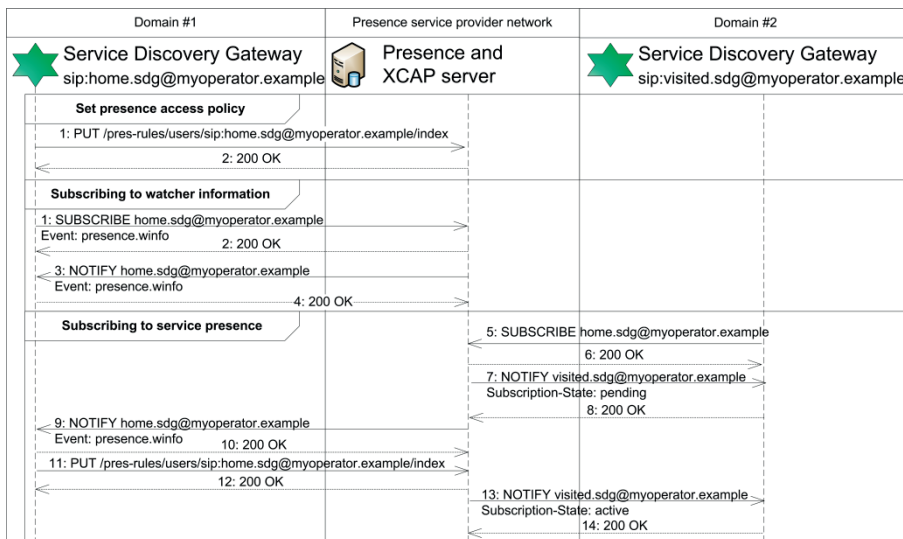 Domain #1
Presence service provider network
Domain #2
Service Discovery Gateway
sip:home.sdg@myoperator.example
Presence and
XCAP server
Service Discovery Gateway
sip:visited.sdg@myoperator.example
Set presence access policy
1: PUT /pres-rules/users/sip:home.sdg@myoperator.example/index
2: 200 OK
Subscribing to watcher information
1: SUBSCRIBE home.sdg@myoperator.example
Event: presence.winfo
2: 200 OK
3: NOTIFY home.sdg@myoperator.example
Event: presence.winfo
4: 200 OK
Subscribing to service presence
5: SUBSCRIBE home.sdg@myoperator.example
6: 200 OK
7: NOTIFY visited.sdg@myoperator.example
Subscription-State: pending
8: 200 OK
9: NOTIFY home.sdg@myoperator.example
Event: presence.winfo
10: 200 OK
11: PUT /pres-rules/users/sip:home.sdg@myoperator.example/index
12: 200 OK
13: NOTIFY visited.sdg@myoperator.example
Subscription-State: active
14: 200 OK